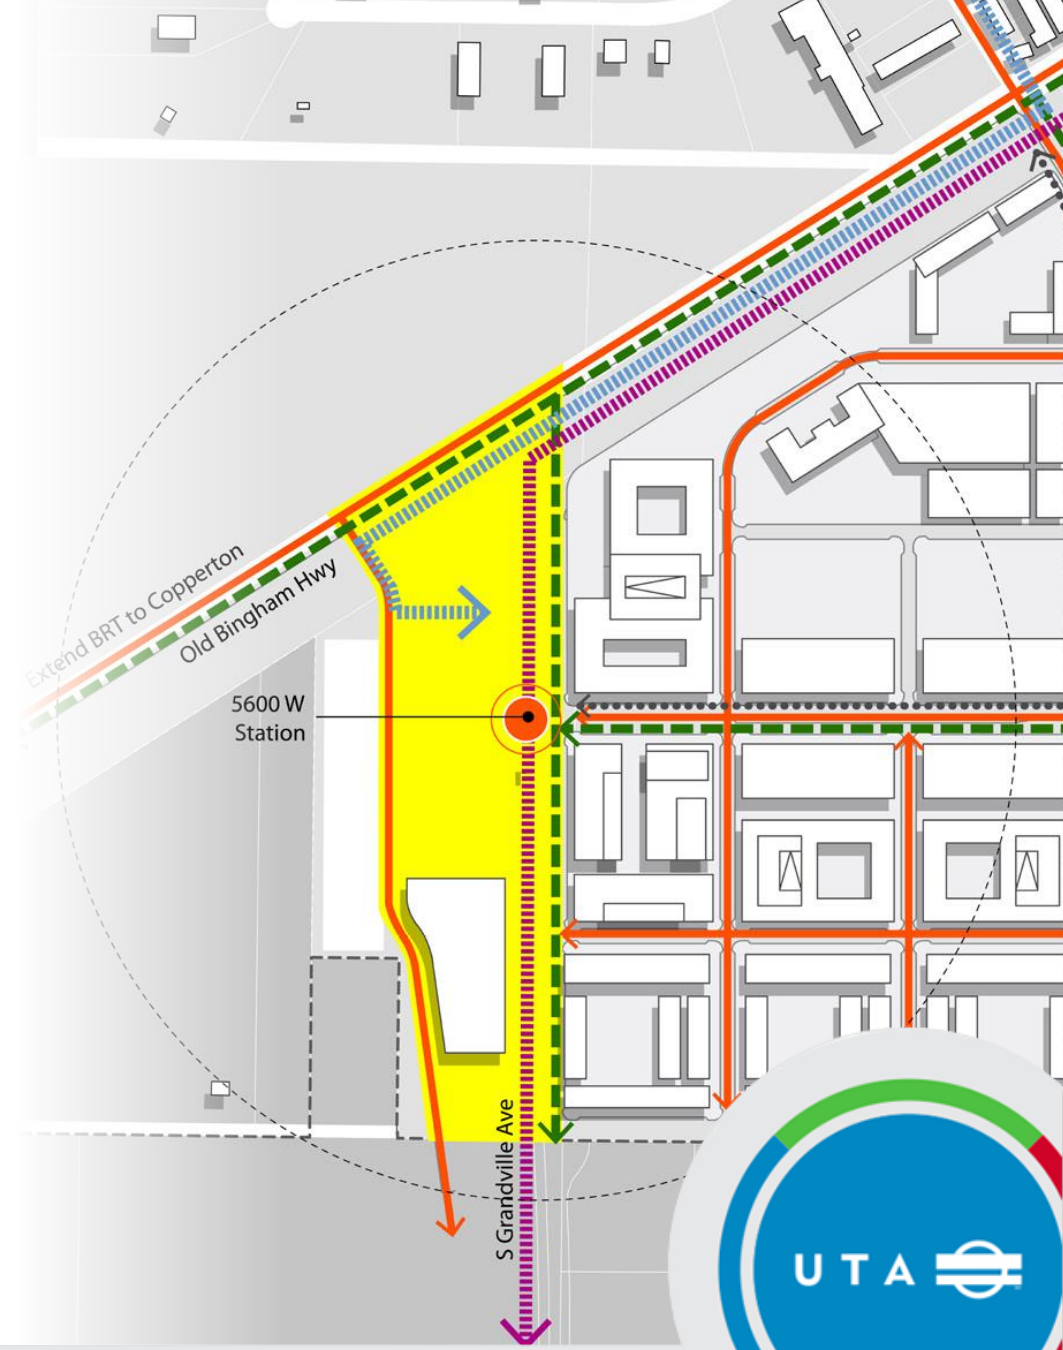 Extend BRT to Copperton
Old Bingham Hwy
5600 W
Station
S Grandville Ave
UTA